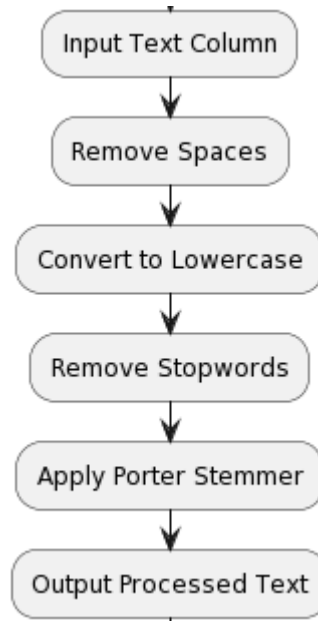 Input Text Column
Remove Spaces
Convert to Lowercase
Remove Stopwords
Apply Porter Stemmer
Output Processed Text